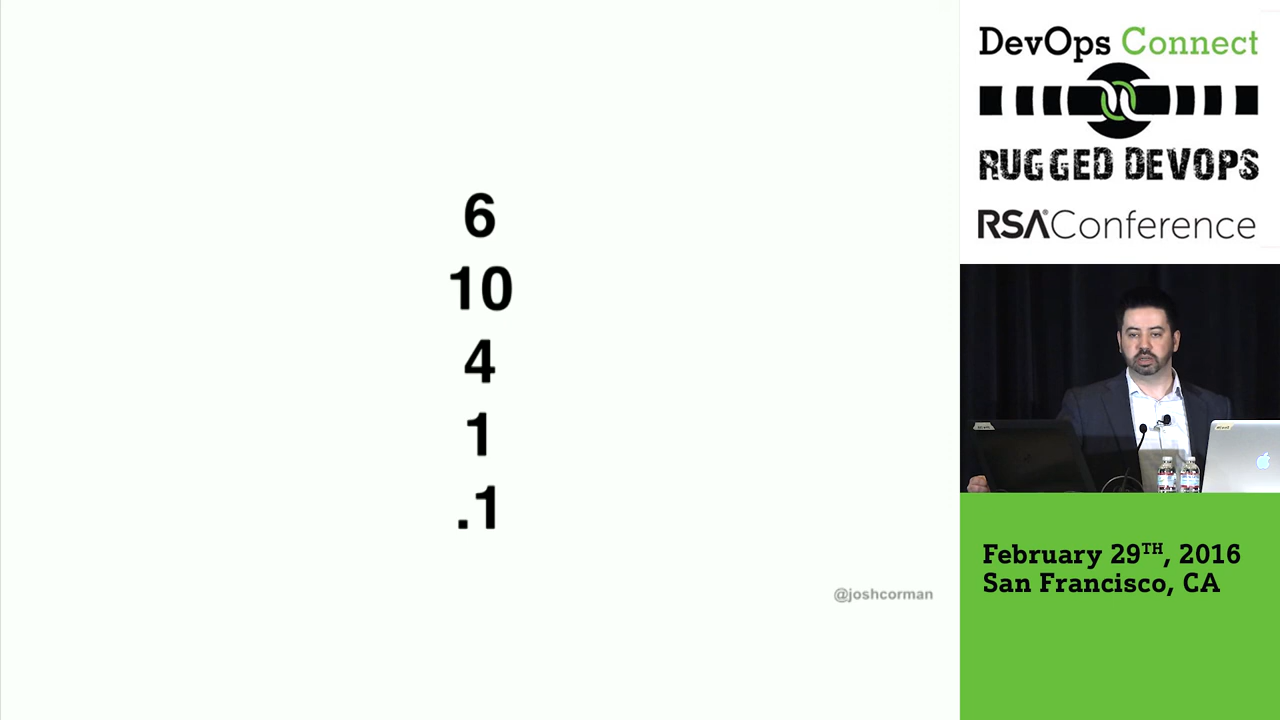 6
10
4
1
.1
@joshcorman
DevOps Connect
RUGGED DEVOPS
RSAConference
February 29TH, 2016
San Francisco, CA